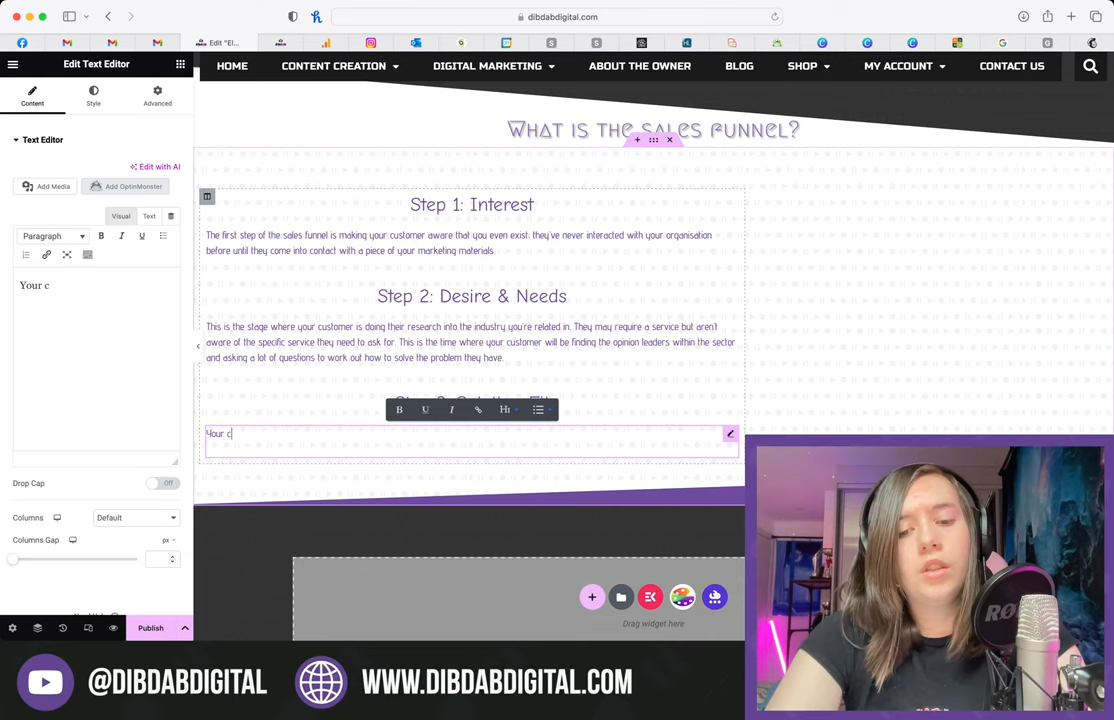 dibdabdigital.com
Edit "El...
Edit Text Editor
HOME
CONTENT CREATION
DIGITAL MARKETING
ABOUT THE OWNER
BLOG
SHOP
MY ACCOUNT
CONTACT US
Content
Style
Advanced
What is the sales funnel?
Text Editor
Edit with AI
Add Media
Add OptinMonster
Visual
Text
Paragraph
B
I
U
Your c
Drop Cap
Off
Columns
Default
Columns Gap
px
Publish
Step 1: Interest
The first step of the sales funnel is making your customer aware that you even exist: they've never interacted with your organisation
before until they come into contact with a piece of your marketing materials.
Step 2: Desire & Needs
This is the stage where your customer is doing their research into the industry you're related in. They may require a service but aren't
aware of the specific service they need to ask for. This is the time where your customer will be finding the opinion leaders within the sector
and asking a lot of questions to work out how to solve the problem they have.
B
U
I
H1
Your c
Drag widget here
RØ
@DIBDABDIGITAL
WWW.DIBDABDIGITAL.COM